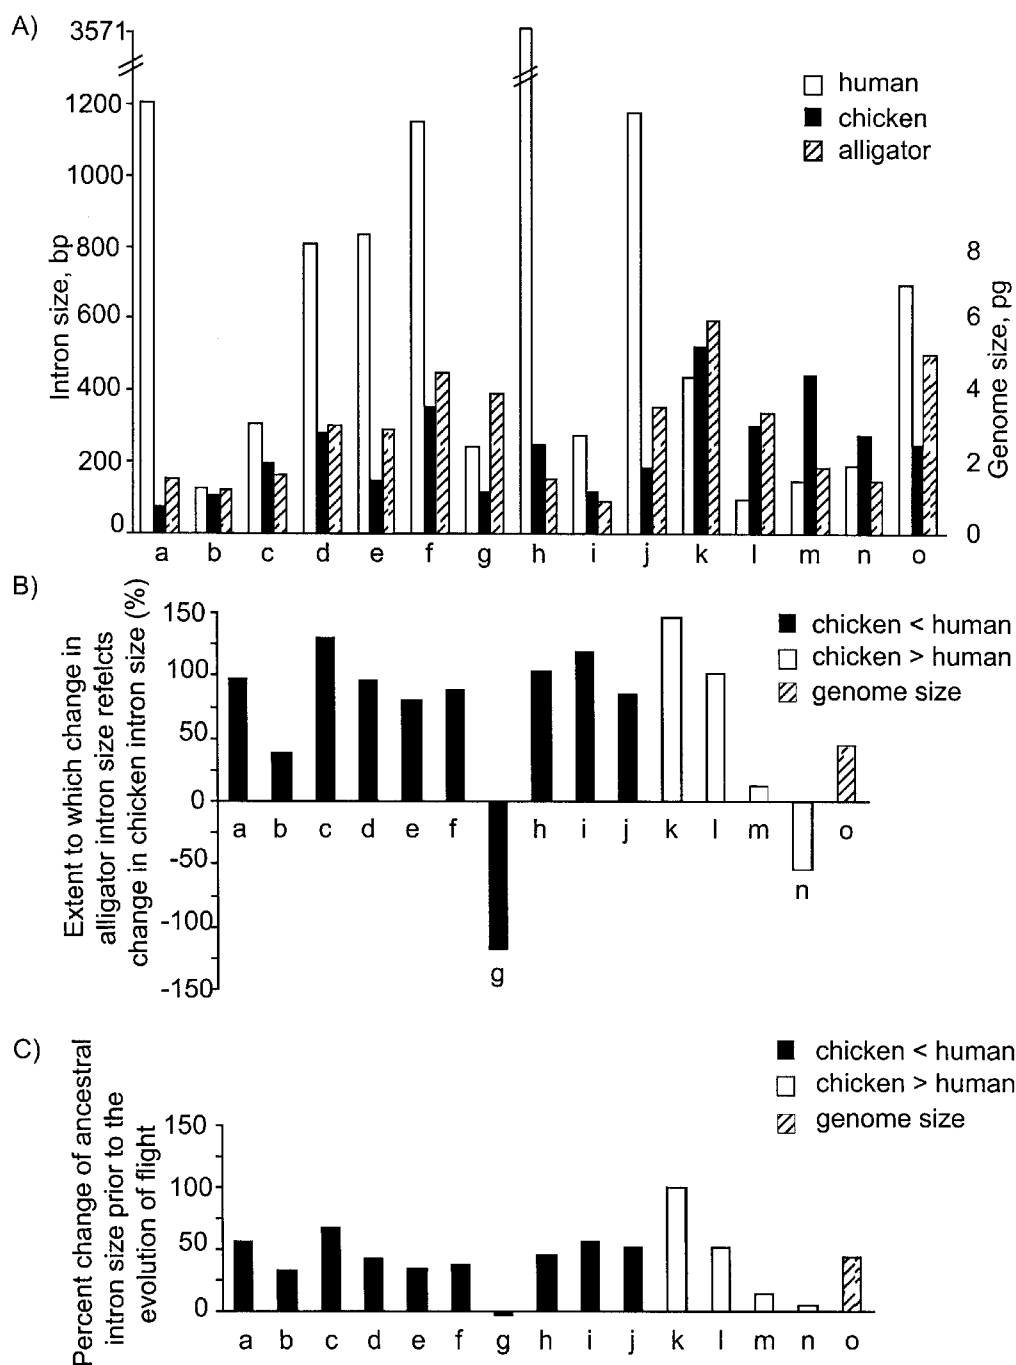 A)
3571
1200
1000
800
600
400
200
0
Intron size, bp
human
chicken
alligator
8
6
4
2
0
Genome size, pg
a b c d e f g h i j k l m n o
B)
Extent to which change in
alligator intron size refelcts
change in chicken intron size (%)
150
100
50
0
-50
-100
-150
chicken < human
chicken > human
genome size
a b c d e f h i j k l m o
n
g
C)
Percent change of ancestral
intron size prior to the
evolution of flight
150
100
50
0
chicken < human
chicken > human
genome size
a b c d e f g h i j k l m n o